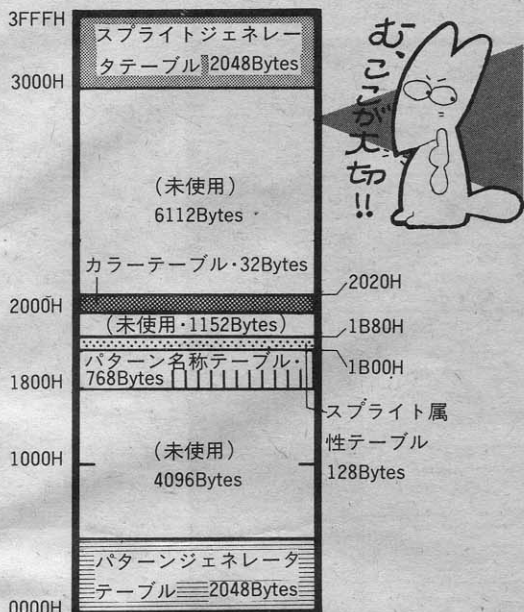 3FFFH
スプライトジェネレー
タテーブル 2048Bytes
3000H
む、ここが大切!!
(未使用)
6112Bytes
カラーテーブル・32Bytes
2020H
2000H
(未使用・1152Bytes)
1B80H
パターン名称テーブル・
768Bytes
1B00H
1800H
スプライト属
性テーブル
128Bytes
(未使用)
4096Bytes
1000H
パターンジェネレータ
テーブル 2048Bytes
0000H